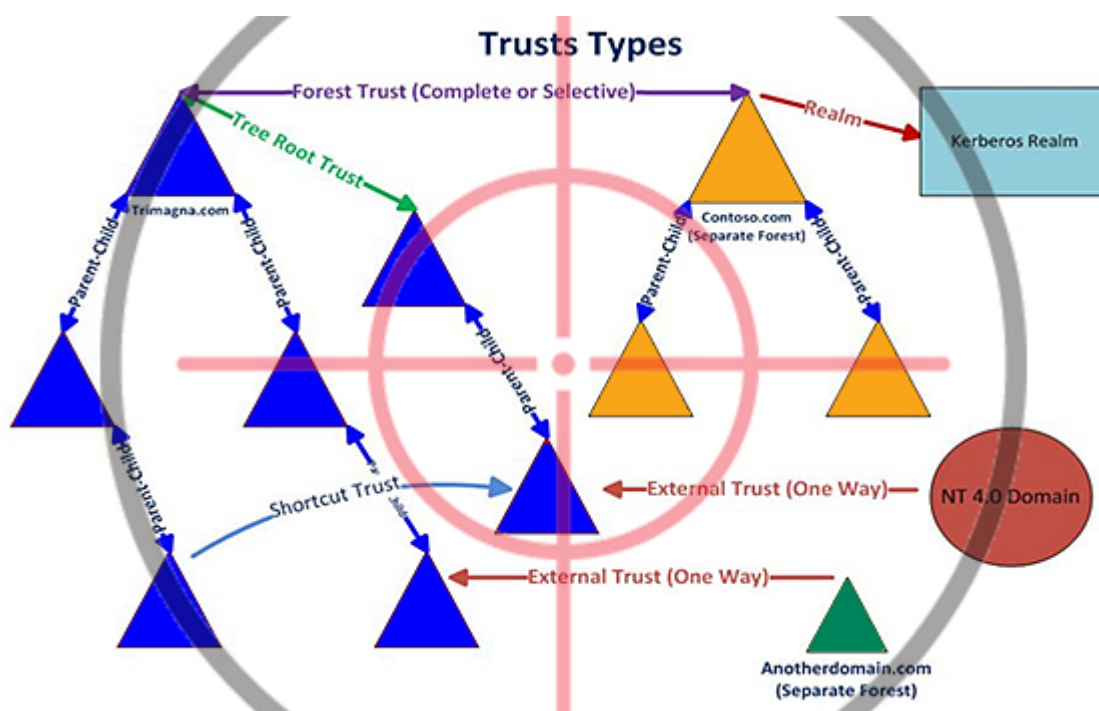 Trusts Types
Forest Trust (Complete or Selective)
Realm
Kerberos Realm
Tree Root Trust
Trimagna.com
Contoso.com
(Separate Forest)
Parent-Child
Parent-Child
Parent-Child
Parent-Child
Parent-Child
Parent-Child
Child
Shortcut Trust
External Trust (One Way)
NT 4.0 Domain
External Trust (One Way)
Anotherdomain.com
(Separate Forest)